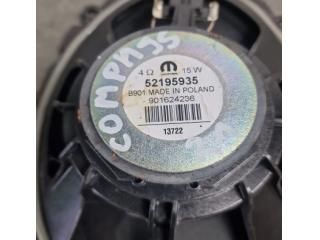 COMPASS
4 Ω 15 W
52195935
B901 MADE IN POLAND
901624236
13722